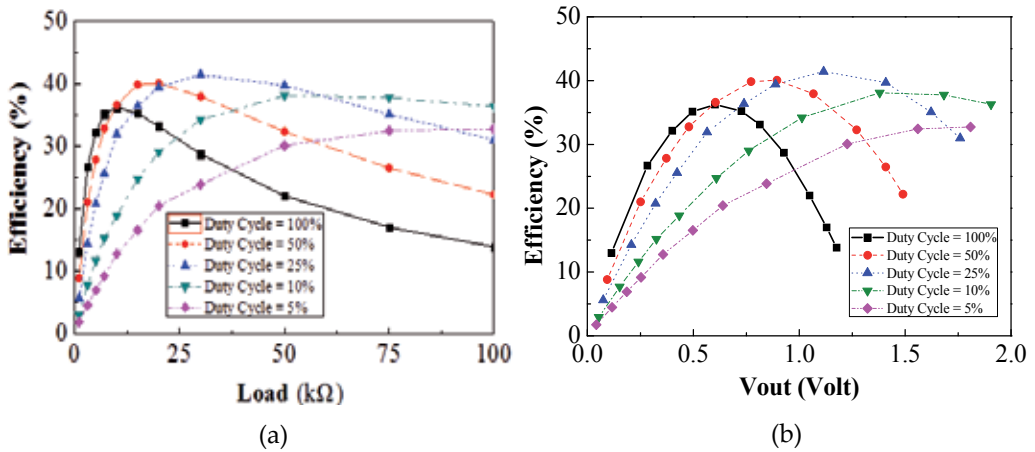 Efficiency (%)
50
40
30
20
10
0
Duty Cycle = 100%
Duty Cycle = 50%
Duty Cycle = 25%
Duty Cycle = 10%
Duty Cycle = 5%
0 25 50 75 100
Load (kΩ)
(a)
Efficiency (%)
50
40
30
20
10
0
Duty Cycle = 100%
Duty Cycle = 50%
Duty Cycle = 25%
Duty Cycle = 10%
Duty Cycle = 5%
0.0 0.5 1.0 1.5 2.0
Vout (Volt)
(b)